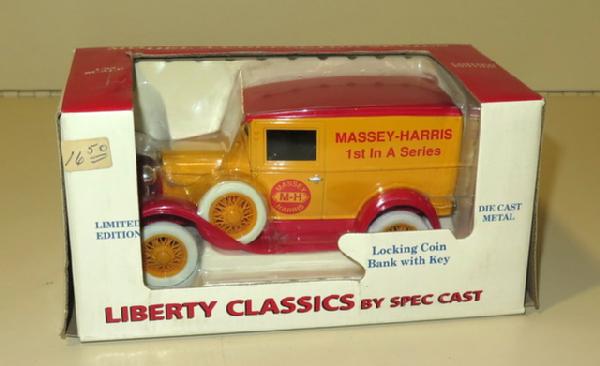 16.50
MASSEY-HARRIS
1st In A Series
MASSEY
M-H
HARRIS
LIMITED
EDITION
DIE CAST
METAL
Locking Coin
Bank with Key
LIBERTY CLASSICS BY SPEC CAST